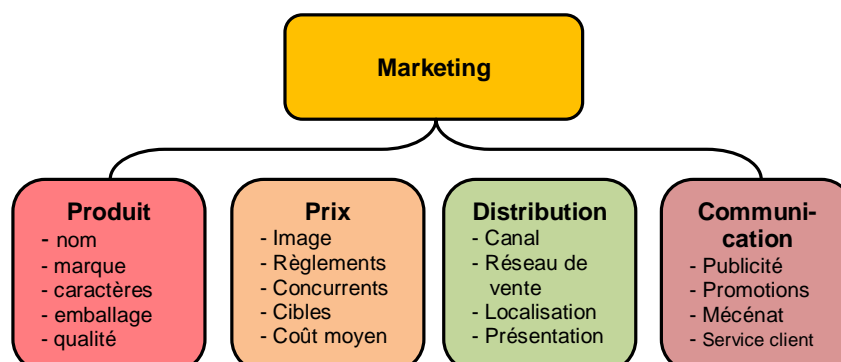 Marketing
Produit
- nom
- marque
- caractères
- emballage
- qualité
Prix
- Image
- Règlements
- Concurrents
- Cibles
- Coût moyen
Distribution
- Canal
- Réseau de
vente
- Localisation
- Présentation
Communi-
cation
- Publicité
- Promotions
- Mécénat
- Service client